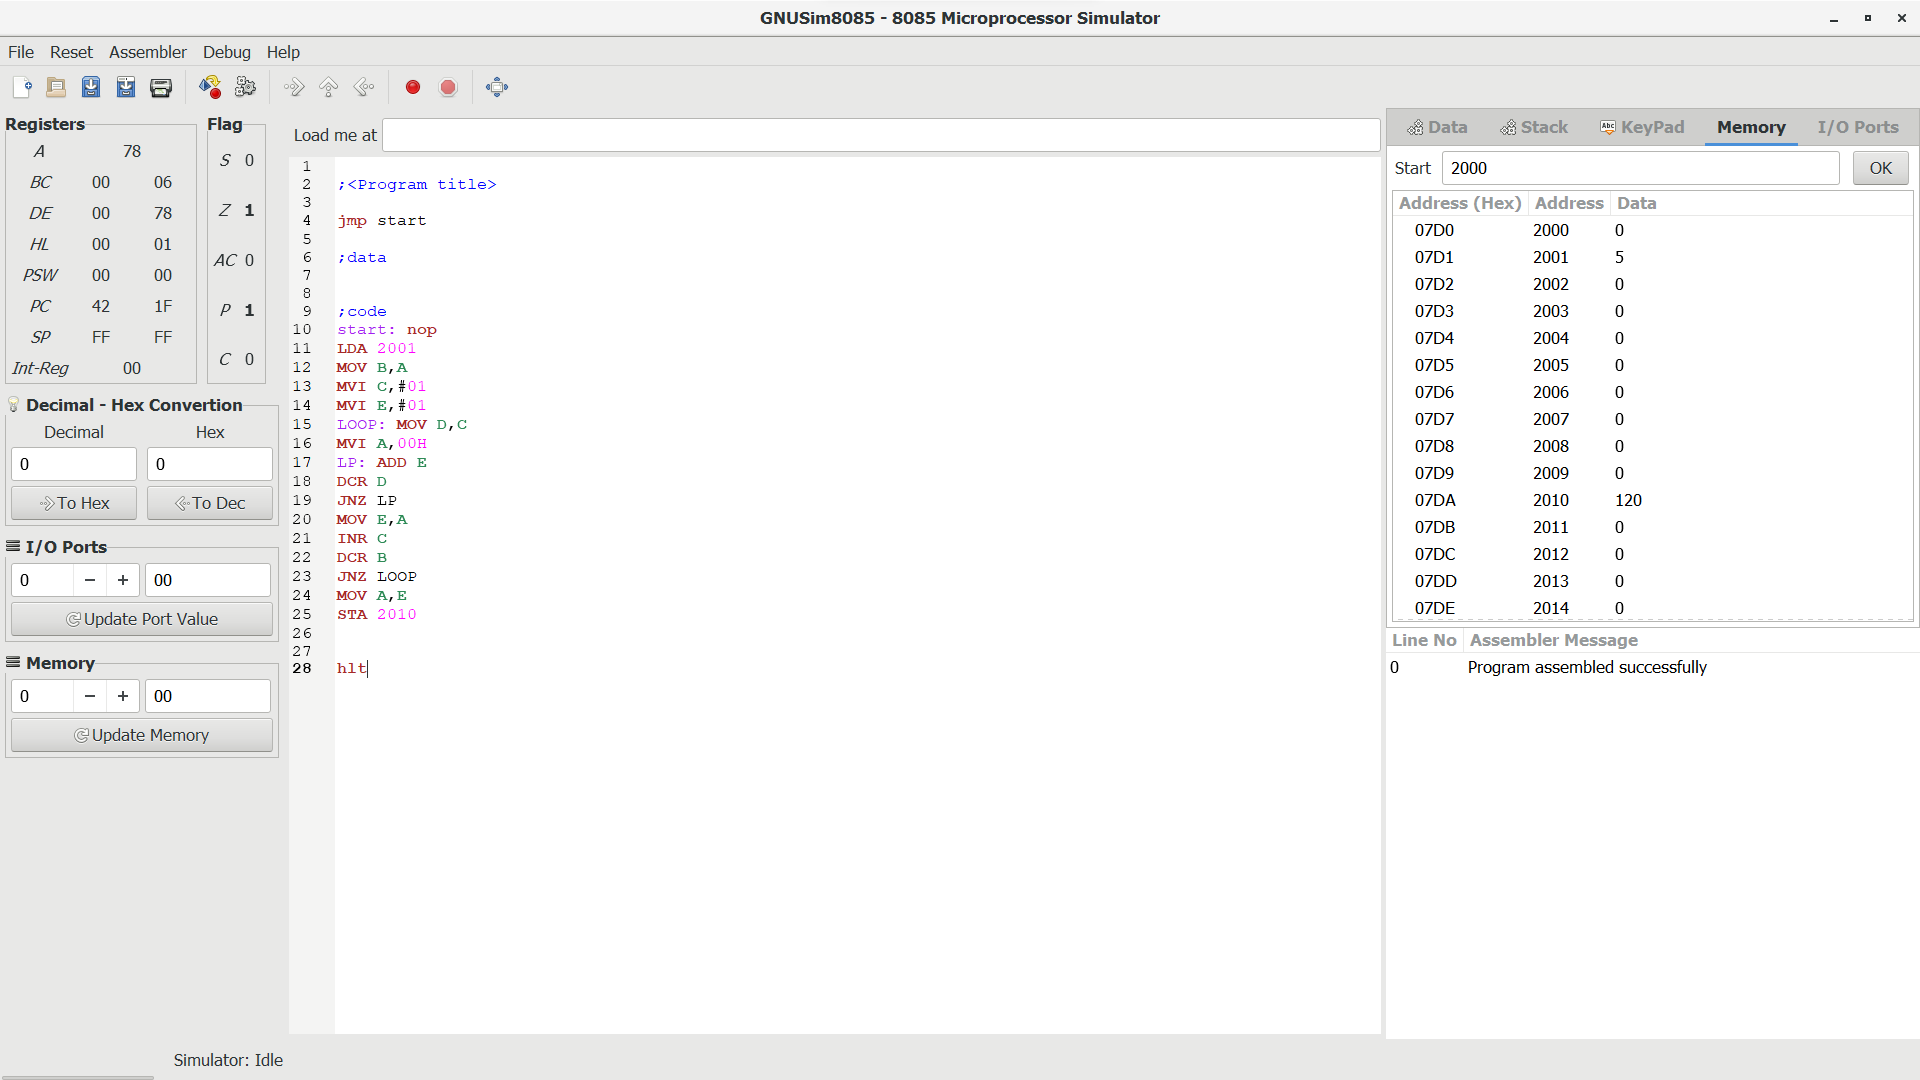 GNUSim8085 - 8085 Microprocessor Simulator
File Reset Assembler Debug Help
Registers
A 78
BC 00 06
DE 00 78
HL 00 01
PSW 00 00
PC 42 1F
SP FF FF
Int-Reg 00
Flag
S 0
Z 1
AC 0
P 1
C 0
Decimal - Hex Convertion
Decimal Hex
0 0
To Hex To Dec
I/O Ports
0 − + 00
Update Port Value
Memory
0 − + 00
Update Memory
Load me at
1
2 ;<Program title>
3
4 jmp start
5
6 ;data
7
8
9 ;code
10 start: nop
11 LDA 2001
12 MOV B,A
13 MVI C,#01
14 MVI E,#01
15 LOOP: MOV D,C
16 MVI A,00H
17 LP: ADD E
18 DCR D
19 JNZ LP
20 MOV E,A
21 INR C
22 DCR B
23 JNZ LOOP
24 MOV A,E
25 STA 2010
26
27
28 hlt
Data Stack Abc KeyPad Memory I/O Ports
Start 2000 OK
Address (Hex) Address Data
07D0 2000 0
07D1 2001 5
07D2 2002 0
07D3 2003 0
07D4 2004 0
07D5 2005 0
07D6 2006 0
07D7 2007 0
07D8 2008 0
07D9 2009 0
07DA 2010 120
07DB 2011 0
07DC 2012 0
07DD 2013 0
07DE 2014 0
Line No Assembler Message
0 Program assembled successfully
Simulator: Idle